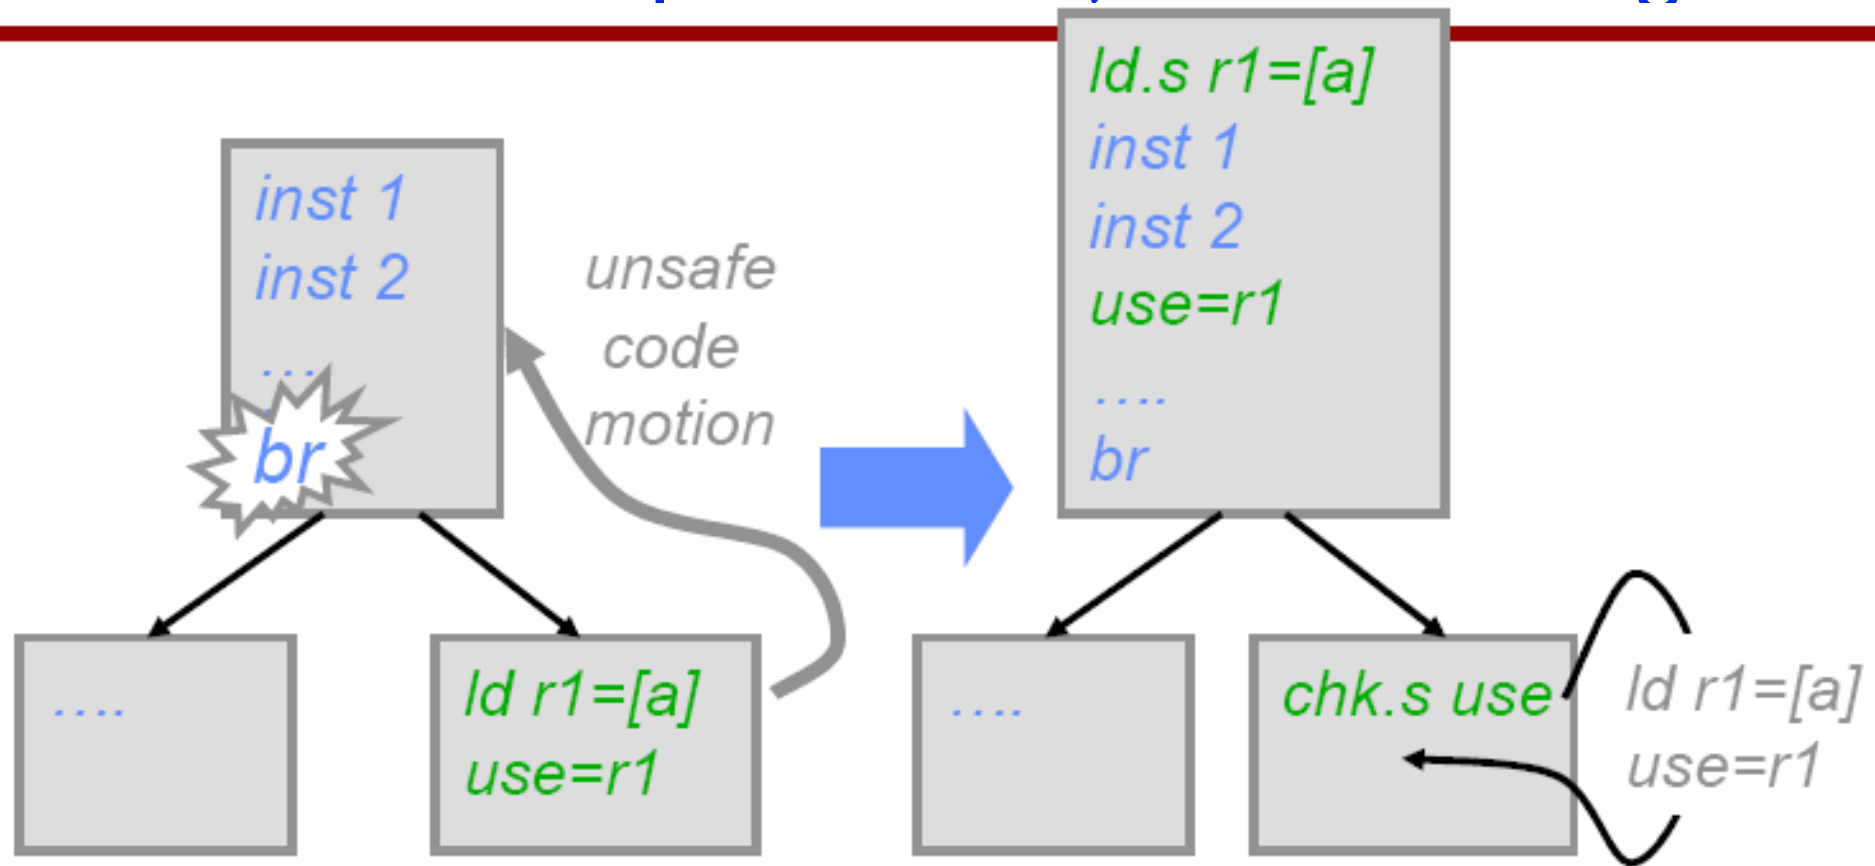 inst 1
inst 2
...
br
unsafe
code
motion
....
ld r1=[a]
use=r1
ld.s r1=[a]
inst 1
inst 2
use=r1
....
br
....
chk.s use
ld r1=[a]
use=r1